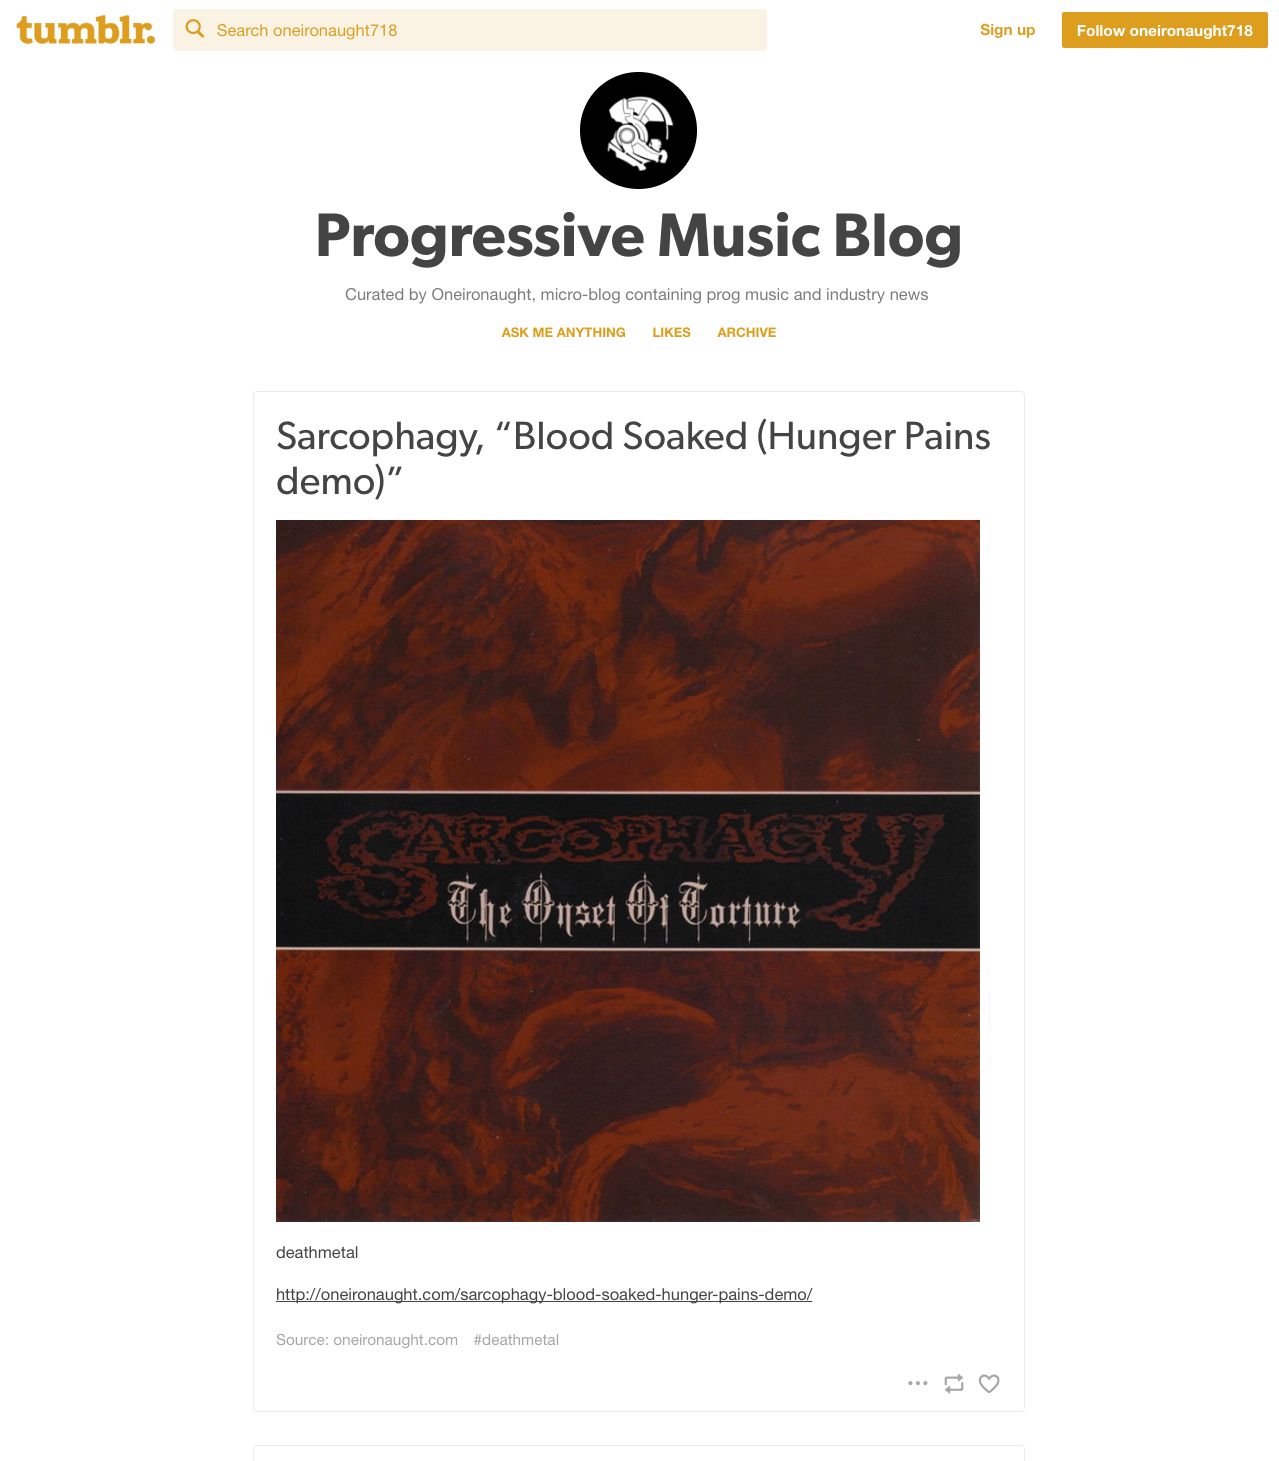 tumblr.
Search oneironaught718
Sign up
Follow oneironaught718
Progressive Music Blog
Curated by Oneironaught, micro-blog containing prog music and industry news
ASK ME ANYTHING LIKES ARCHIVE
Sarcophagy, “Blood Soaked (Hunger Pains
demo)”
SARCOPHAGY
The Onset Of Torture
deathmetal
http://oneironaught.com/sarcophagy-blood-soaked-hunger-pains-demo/
Source: oneironaught.com #deathmetal